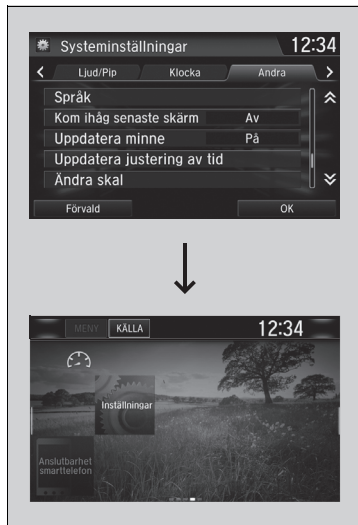 Systeminställningar 12:34
Ljud/Pip Klocka Andra
Språk
Kom ihåg senaste skärm Av
Uppdatera minne På
Uppdatera justering av tid
Ändra skal
Förvald OK
MENY KÄLLA 12:34
Inställningar
Anslutbarhet
smarttelefon